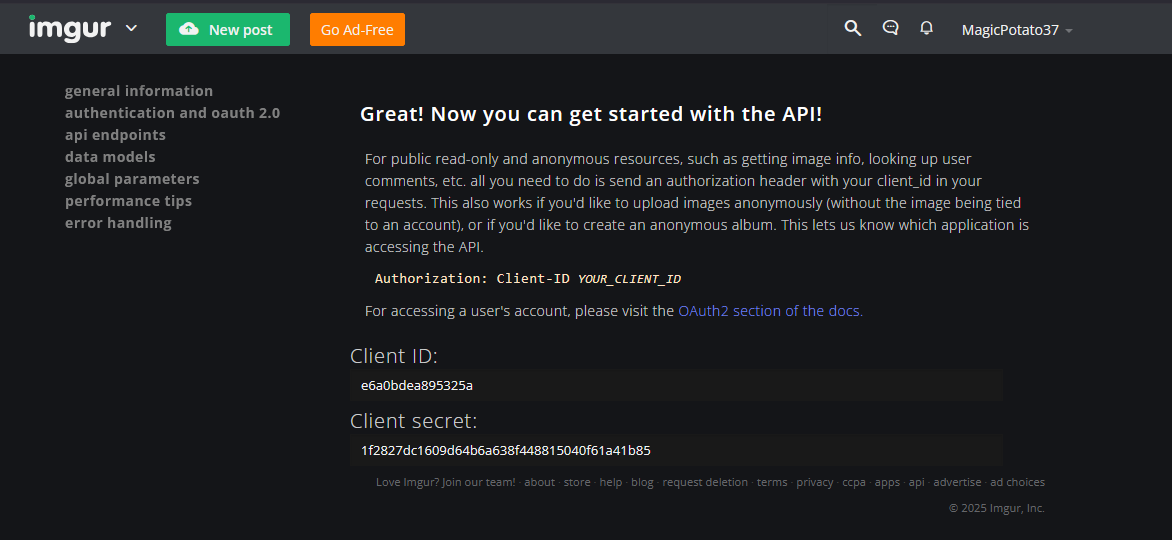 imgur
New post
Go Ad-Free
MagicPotato37
general information
authentication and oauth 2.0
api endpoints
data models
global parameters
performance tips
error handling
Great! Now you can get started with the API!
For public read-only and anonymous resources, such as getting image info, looking up user
comments, etc. all you need to do is send an authorization header with your client_id in your
requests. This also works if you'd like to upload images anonymously (without the image being tied
to an account), or if you'd like to create an anonymous album. This lets us know which application is
accessing the API.
Authorization: Client-ID YOUR_CLIENT_ID
For accessing a user's account, please visit the OAuth2 section of the docs.
Client ID:
e6a0bdea895325a
Client secret:
1f2827dc1609d64b6a638f448815040f61a41b85
Love Imgur? Join our team! · about · store · help · blog · request deletion · terms · privacy · ccpa · apps · api · advertise · ad choices
© 2025 Imgur, Inc.